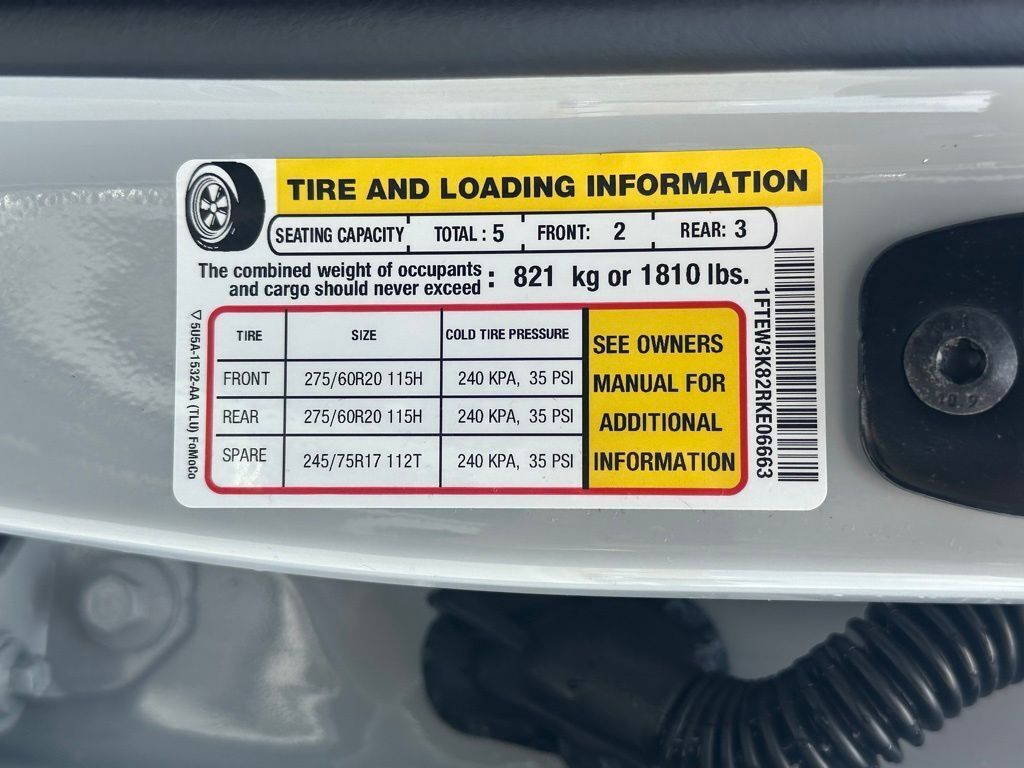 TIRE AND LOADING INFORMATION
SEATING CAPACITY TOTAL : 5 FRONT: 2 REAR: 3
The combined weight of occupants
and cargo should never exceed : 821 kg or 1810 lbs.
TIRE SIZE COLD TIRE PRESSURE
FRONT 275/60R20 115H 240 KPA, 35 PSI
REAR 275/60R20 115H 240 KPA, 35 PSI
SPARE 245/75R17 112T 240 KPA, 35 PSI
SEE OWNERS
MANUAL FOR
ADDITIONAL
INFORMATION
1FTEW3K82RKE06663
▽5U5A-1532-AA (TLU) FoMoCo
10.9